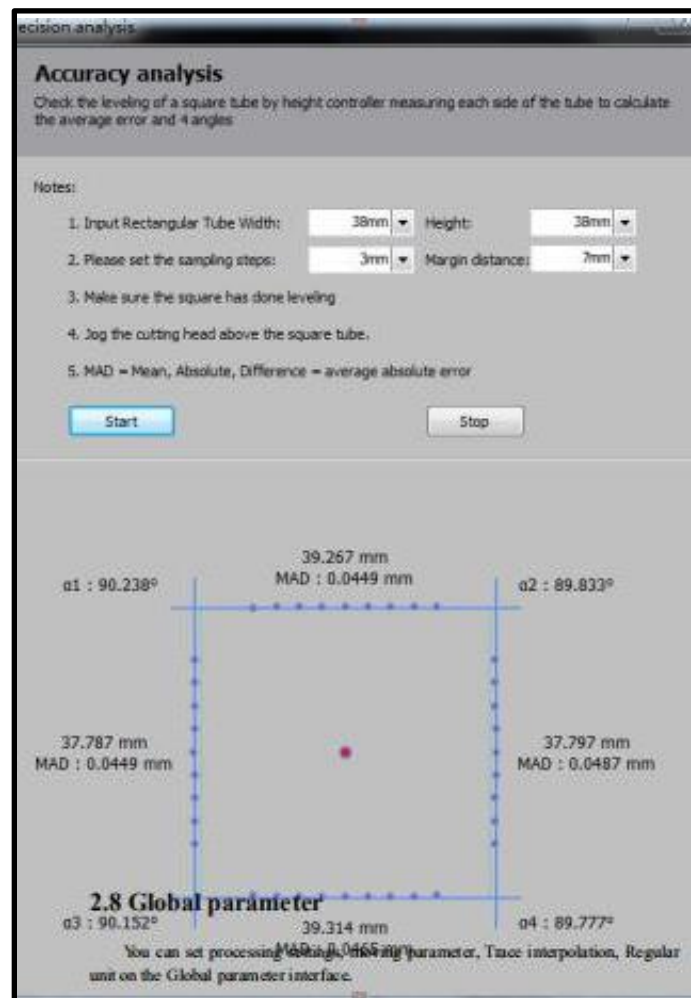 ecision analysis
Accuracy analysis
Check the leveling of a square tube by height controller measuring each side of the tube to calculate
the average error and 4 angles
Notes:
1. Input Rectangular Tube Width: 38mm Height: 38mm
2. Please set the sampling steps: 3mm Margin distance: 7mm
3. Make sure the square has done leveling
4. Jog the cutting head above the square tube.
5. MAD = Mean, Absolute, Difference = average absolute error
Start Stop
39.267 mm
α1 : 90.238° MAD : 0.0449 mm α2 : 89.833°
37.787 mm 37.797 mm
MAD : 0.0449 mm MAD : 0.0487 mm
2.8 Global parameter
α3 : 90.152° 39.314 mm α4 : 89.777°
MAD : 0.0465 mm
You can set processing settings, moving parameter, Trace interpolation, Regular
unit on the Global parameter interface.